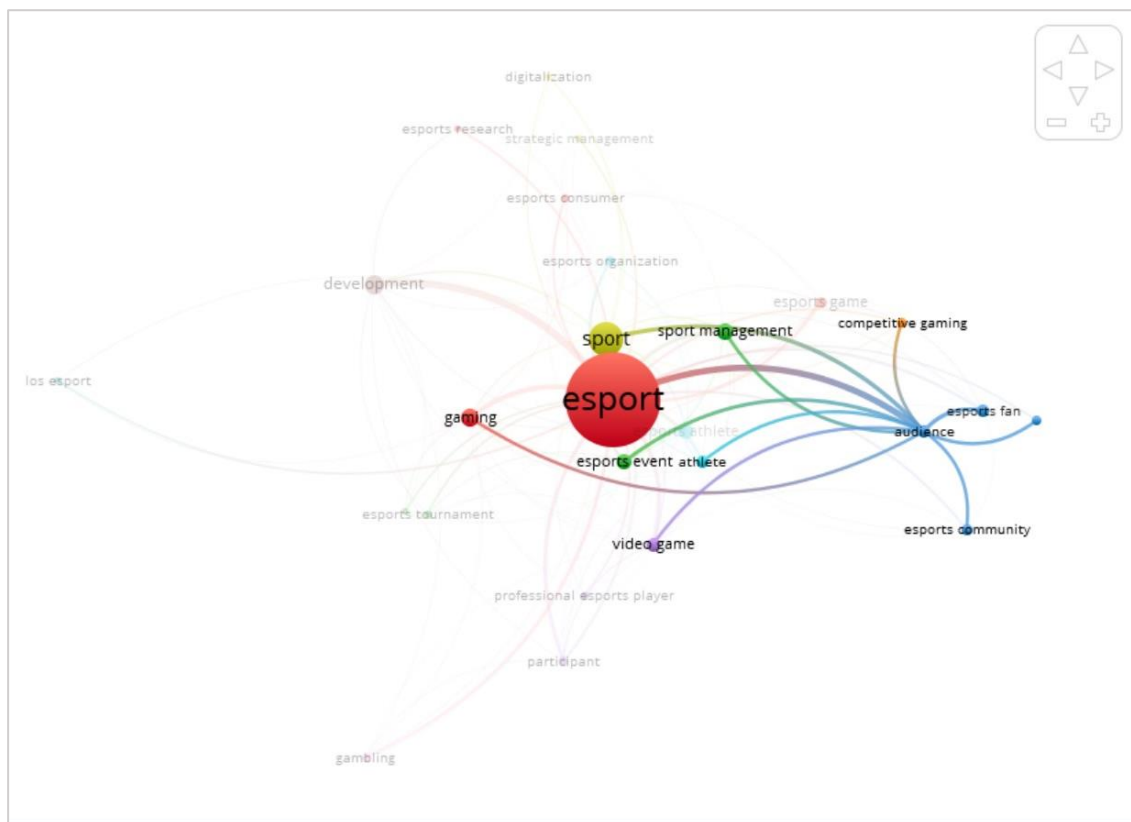 digitalization
esports research
strategic management
esports consumer
esports organization
development
esports game
competitive gaming
sport
sport management
los esport
esport
gaming
esports fan
audience
esports athlete
esports event
athlete
esports tournament
esports community
video game
professional esports player
participant
gambling